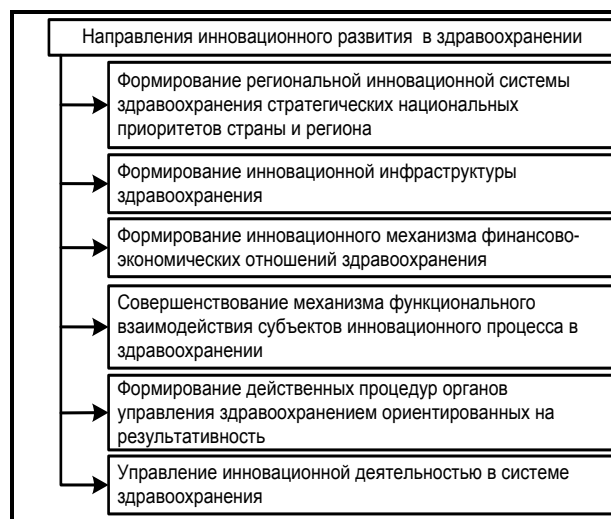 Направления инновационного развития в здравоохранении
Формирование региональной инновационной системы
здравоохранения стратегических национальных
приоритетов страны и региона
Формирование инновационной инфраструктуры
здравоохранения
Формирование инновационного механизма финансово-
экономических отношений здравоохранения
Совершенствование механизма функционального
взаимодействия субъектов инновационного процесса в
здравоохранении
Формирование действенных процедур органов
управления здравоохранением ориентированных на
результативность
Управление инновационной деятельностью в системе
здравоохранения